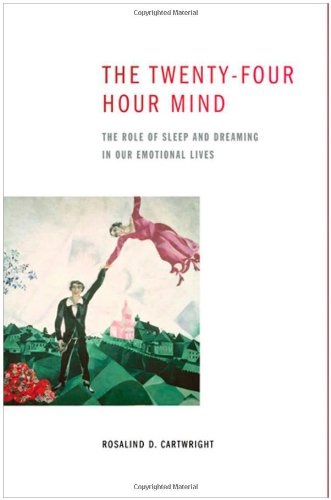 Copyrighted Material
THE TWENTY-FOUR
HOUR MIND
THE ROLE OF SLEEP AND DREAMING
IN OUR EMOTIONAL LIVES
ROSALIND D. CARTWRIGHT
Copyrighted Material